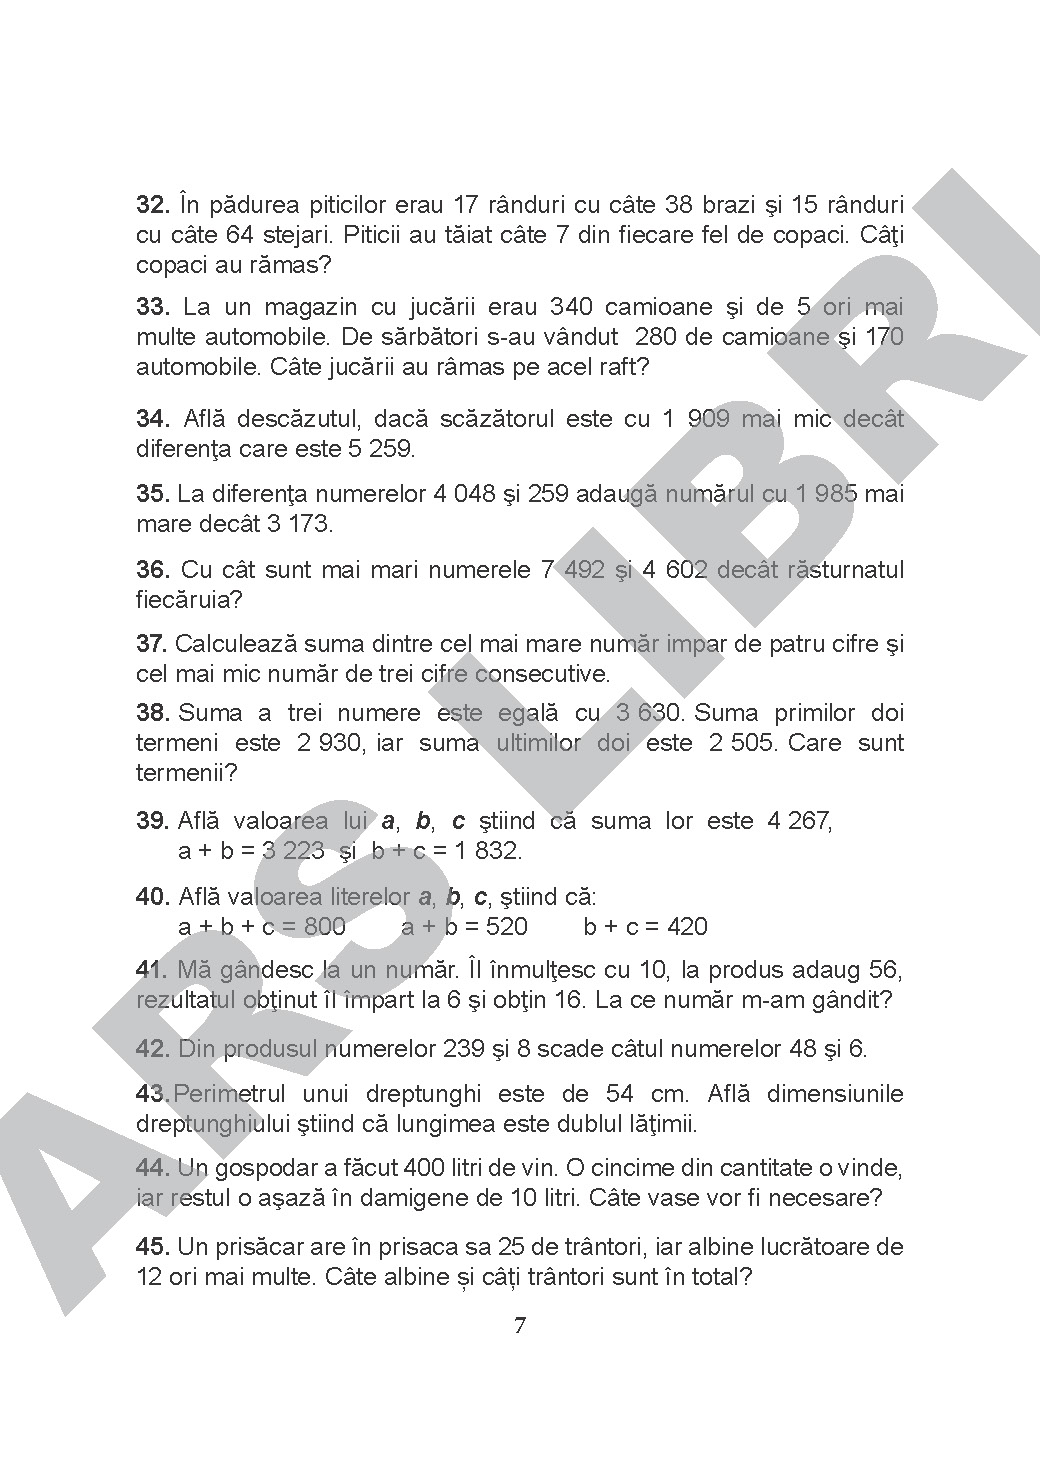 32. În pădurea piticilor erau 17 rânduri cu câte 38 brazi şi 15 rânduri
cu câte 64 stejari. Piticii au tăiat câte 7 din fiecare fel de copaci. Câţi
copaci au rămas?
33. La un magazin cu jucării erau 340 camioane şi de 5 ori mai
multe automobile. De sărbători s-au vândut 280 de camioane şi 170
automobile. Câte jucării au râmas pe acel raft?
34. Află descăzutul, dacă scăzătorul este cu 1 909 mai mic decât
diferenţa care este 5 259.
35. La diferenţa numerelor 4 048 şi 259 adaugă numărul cu 1 985 mai
mare decât 3 173.
36. Cu cât sunt mai mari numerele 7 492 şi 4 602 decât răsturnatul
fiecăruia?
37. Calculează suma dintre cel mai mare număr impar de patru cifre şi
cel mai mic număr de trei cifre consecutive.
38. Suma a trei numere este egală cu 3 630. Suma primilor doi
termeni este 2 930, iar suma ultimilor doi este 2 505. Care sunt
termenii?
39. Află valoarea lui a, b, c ştiind că suma lor este 4 267,
a + b = 3 223 şi b + c = 1 832.
40. Află valoarea literelor a, b, c, ştiind că:
a + b + c = 800 a + b = 520 b + c = 420
41. Mă gândesc la un număr. Îl înmulţesc cu 10, la produs adaug 56,
rezultatul obţinut îl împart la 6 şi obţin 16. La ce număr m-am gândit?
42. Din produsul numerelor 239 şi 8 scade câtul numerelor 48 şi 6.
43. Perimetrul unui dreptunghi este de 54 cm. Află dimensiunile
dreptunghiului ştiind că lungimea este dublul lăţimii.
44. Un gospodar a făcut 400 litri de vin. O cincime din cantitate o vinde,
iar restul o aşază în damigene de 10 litri. Câte vase vor fi necesare?
45. Un prisăcar are în prisaca sa 25 de trântori, iar albine lucrătoare de
12 ori mai multe. Câte albine și câți trântori sunt în total?
7
ARS LIBRI